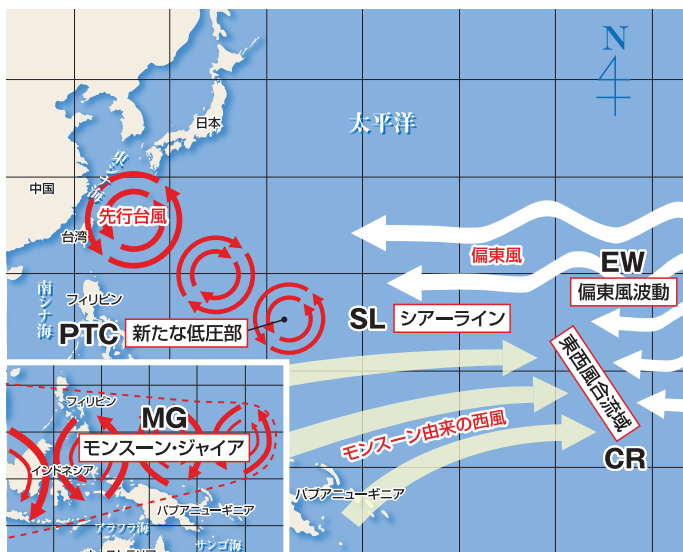 N
日本
太平洋
東シナ海
中国
先行台風
台湾
偏東風
EW
偏東風波動
南シナ海
フィリピン
PTC
新たな低圧部
SL
シアーライン
東西風合流域
CR
モンスーン由来の西風
パプアニューギニア
フィリピン
MG
モンスーン・ジャイア
インドネシア
パプアニューギニア
アラフラ海
サンゴ海